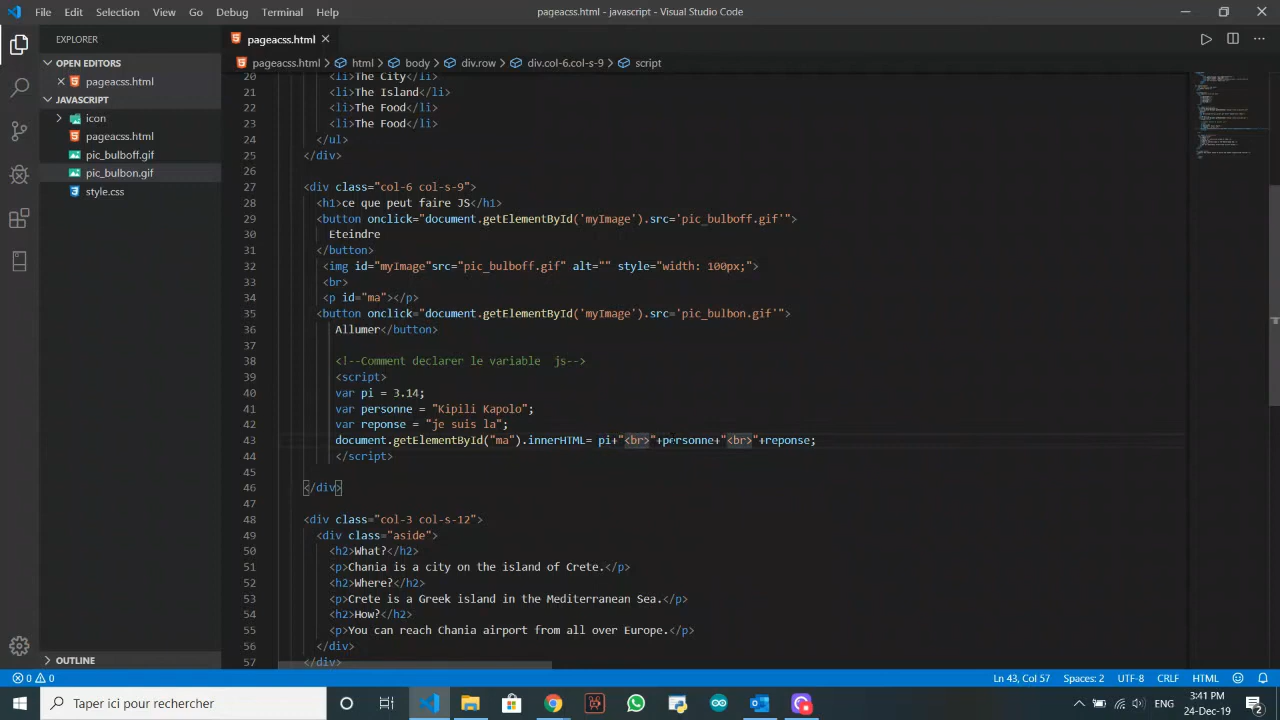 File Edit Selection View Go Debug Terminal Help pageacss.html - javascript - Visual Studio Code
EXPLORER
OPEN EDITORS
pageacss.html
JAVASCRIPT
icon
pageacss.html
pic_bulboff.gif
pic_bulbon.gif
style.css
OUTLINE
pageacss.html
pageacss.html > html > body > div.row > div.col-6.col-s-9 > script
20 <li>The City</li>
21 <li>The Island</li>
22 <li>The Food</li>
23 <li>The Food</li>
24 </ul>
25 </div>
26
27 <div class="col-6 col-s-9">
28 <h1>ce que peut faire JS</h1>
29 <button onclick="document.getElementById('myImage').src='pic_bulboff.gif'">
30 Eteindre
31 </button>
32 <img id="myImage"src="pic_bulboff.gif" alt="" style="width: 100px;">
33 <br>
34 <p id="ma"></p>
35 <button onclick="document.getElementById('myImage').src='pic_bulbon.gif'">
36 Allumer</button>
37
38 <!--Comment declarer le variable  js-->
39 <script>
40 var pi = 3.14;
41 var personne = "Kipili Kapolo";
42 var reponse = "je suis la";
43 document.getElementById("ma").innerHTML= pi+"<br>"+personne+"<br>"+reponse;
44 </script>
45
46 </div>
47
48 <div class="col-3 col-s-12">
49 <div class="aside">
50 <h2>What?</h2>
51 <p>Chania is a city on the island of Crete.</p>
52 <h2>Where?</h2>
53 <p>Crete is a Greek island in the Mediterranean Sea.</p>
54 <h2>How?</h2>
55 <p>You can reach Chania airport from all over Europe.</p>
56 </div>
57 </div>
0 0 Ln 43, Col 57 Spaces: 2 UTF-8 CRLF HTML
Taper ici pour rechercher
3:41 PM
24-Dec-19
2